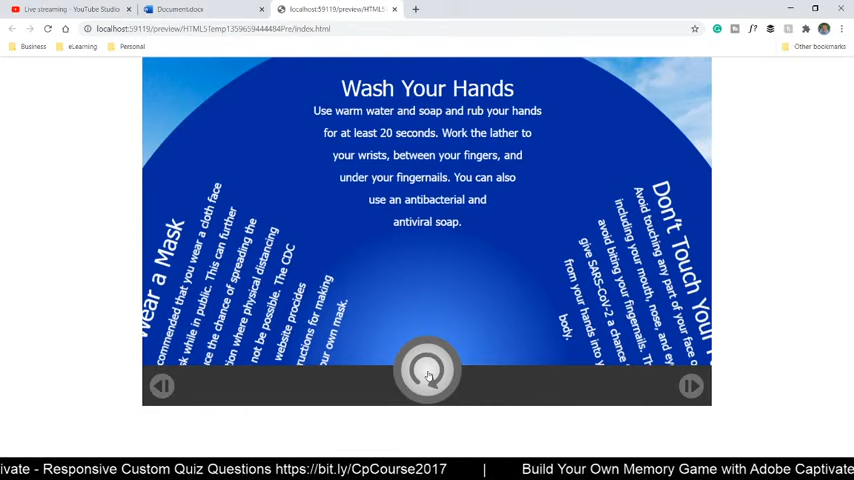 Live streaming - YouTube Studio
Document.docx
localhost:59119/preview/HTML5
localhost:59119/preview/HTML5Temp1359659444484Pre/index.html
Business
eLearning
Personal
Other bookmarks
Wash Your Hands
Use warm water and soap and rub your hands
for at least 20 seconds. Work the lather to
your wrists, between your fingers, and
under your fingernails. You can also
use an antibacterial and
antiviral soap.
Wear a Mask
commended that you wear a cloth face
sk while in public. This can further
uce the chance of spreading the
tion where physical distancing
not be possible. The CDC
website procides
ructions for making
our own mask.
Don't Touch Your F
Avoid touching any part of your face o
including your mouth, nose, and ey
avoid biting your fingernails. Th
give SARS-CoV-2 a chance
from your hands into y
body.
ivate - Responsive Custom Quiz Questions https://bit.ly/CpCourse2017 | Build Your Own Memory Game with Adobe Captivate